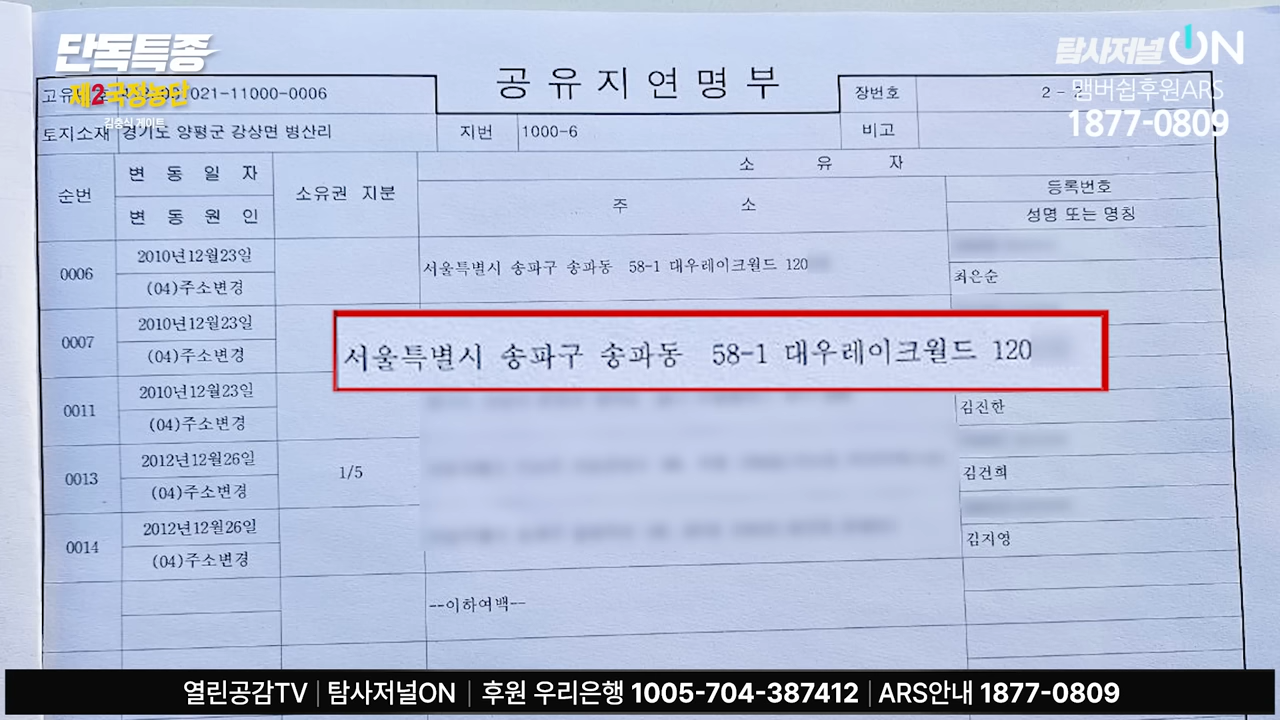 단독특종
제2국정농단
김충식 게이트
탐사저널ON
맴버쉽후원ARS
1877-0809
공유지연명부
고유 021-11000-0006
장번호 2 -
토지소재 경기도 양평군 강상면 병산리 지번 1000-6 비고
순번 변동일자 변동원인 소유권 지분 소유자
주소 등록번호
성명 또는 명칭
0006 2010년12월23일 (04)주소변경 서울특별시 송파구 송파동 58-1 대우레이크월드 120 최은순
0007 2010년12월23일 (04)주소변경
서울특별시 송파구 송파동 58-1 대우레이크월드 120
0011 2010년12월23일 (04)주소변경 김진한
0013 2012년12월26일 (04)주소변경 1/5 김건희
0014 2012년12월26일 (04)주소변경 김지영
--이하여백--
열린공감TV | 탐사저널ON | 후원 우리은행 1005-704-387412 | ARS안내 1877-0809